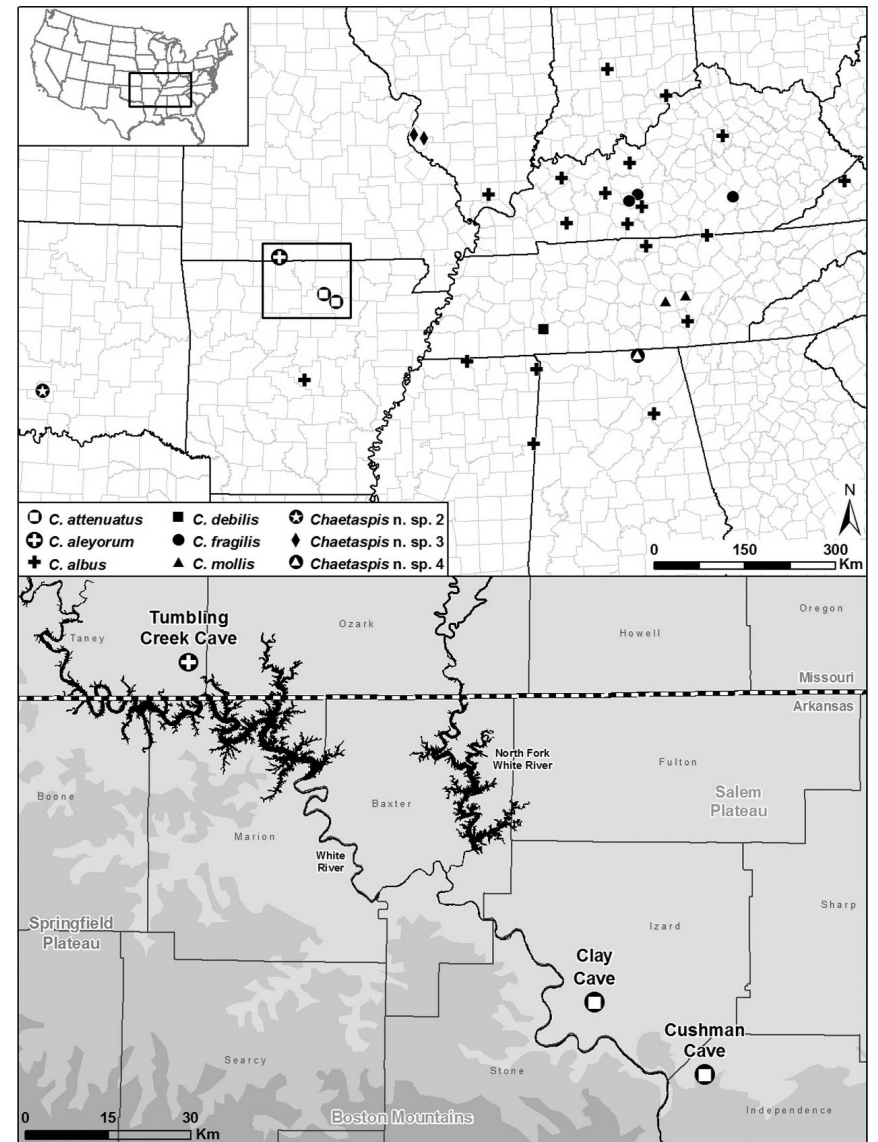 N
0 150 300
Km
C. attenuatus
C. aleyorum
C. albus
C. debilis
C. fragilis
C. mollis
Chaetaspis n. sp. 2
Chaetaspis n. sp. 3
Chaetaspis n. sp. 4
Tumbling
Creek Cave
Taney
Ozark
Howell
Oregon
Missouri
Arkansas
North Fork
White River
Fulton
Salem
Plateau
Boone
Baxter
Marion
White
River
Sharp
Springfield
Plateau
Izard
Clay
Cave
Cushman
Cave
Searcy
Stone
Independence
Boston Mountains
0 15 30
Km